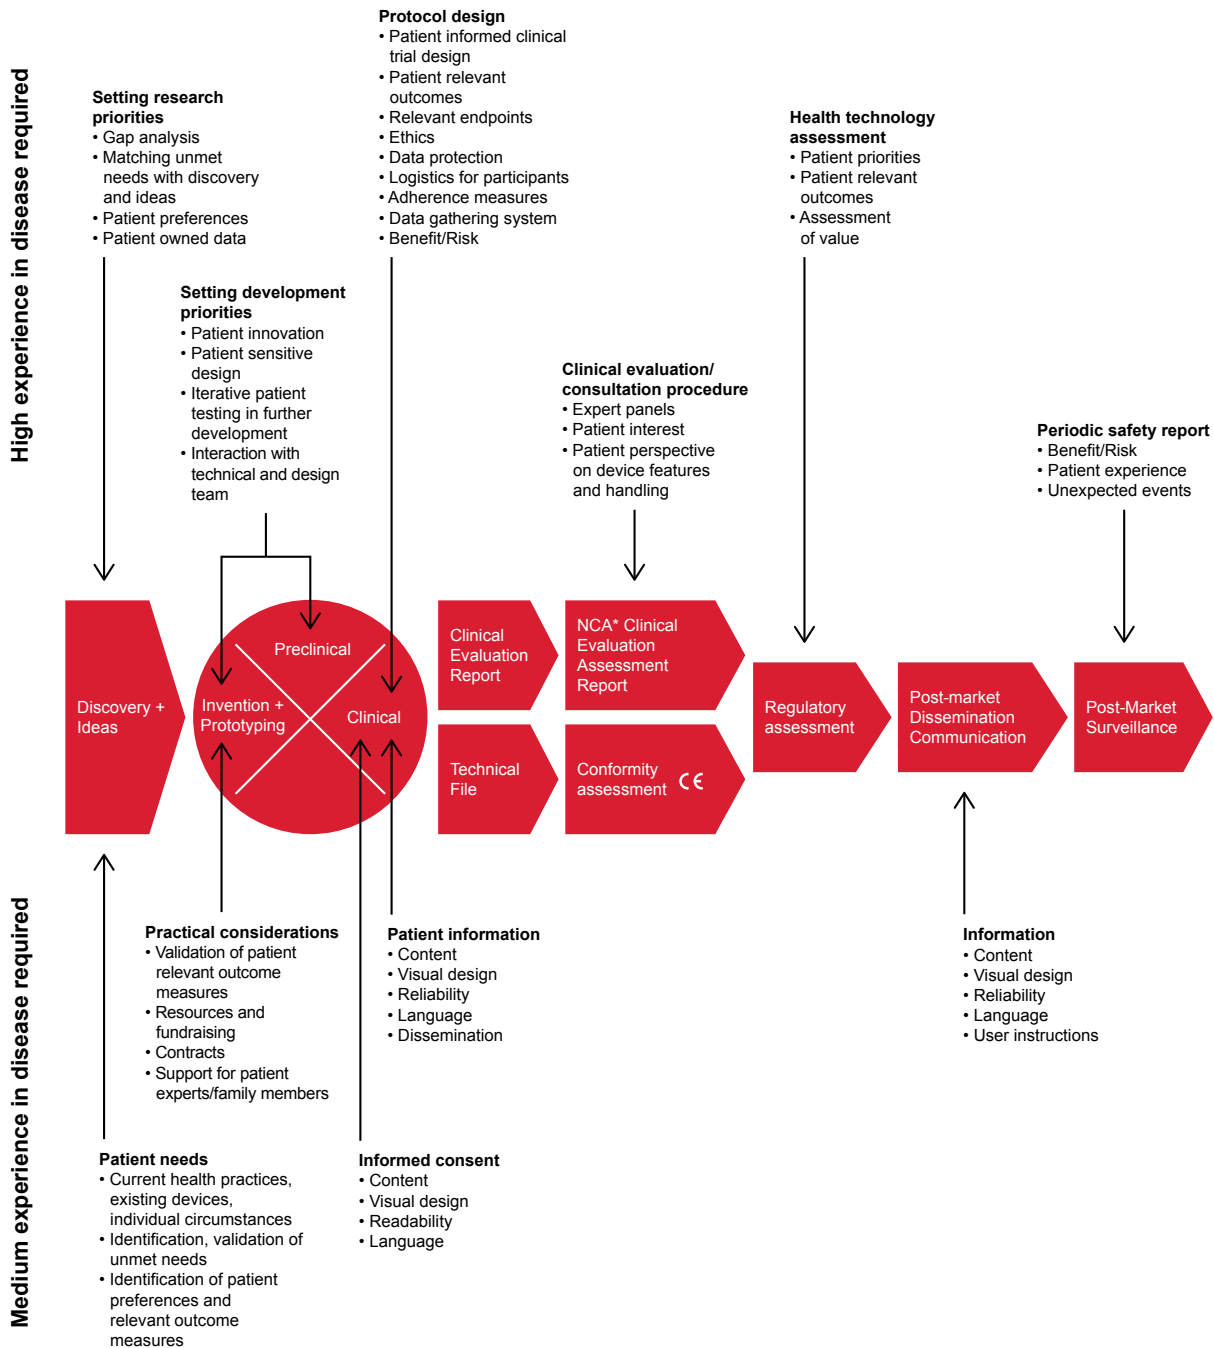 High experience in disease required
Setting research
priorities
• Gap analysis
• Matching unmet
needs with discovery
and ideas
• Patient preferences
• Patient owned data
Setting development
priorities
• Patient innovation
• Patient sensitive
design
• Iterative patient
testing in further
development
• Interaction with
technical and design
team
Protocol design
• Patient informed clinical
trial design
• Patient relevant
outcomes
• Relevant endpoints
• Ethics
• Data protection
• Logistics for participants
• Adherence measures
• Data gathering system
• Benefit/Risk
Clinical evaluation/
consultation procedure
• Expert panels
• Patient interest
• Patient perspective
on device features
and handling
Health technology
assessment
• Patient priorities
• Patient relevant
outcomes
• Assessment
of value
Periodic safety report
• Benefit/Risk
• Patient experience
• Unexpected events
Discovery +
Ideas
Preclinical
Invention +
Prototyping
Clinical
Clinical
Evaluation
Report
NCA* Clinical
Evaluation
Assessment
Report
Technical
File
Conformity
assessment CE
Regulatory
assessment
Post-market
Dissemination
Communication
Post-Market
Surveillance
Medium experience in disease required
Practical considerations
• Validation of patient
relevant outcome
measures
• Resources and
fundraising
• Contracts
• Support for patient
experts/family members
Patient information
• Content
• Visual design
• Reliability
• Language
• Dissemination
Information
• Content
• Visual design
• Reliability
• Language
• User instructions
Patient needs
• Current health practices,
existing devices,
individual circumstances
• Identification, validation of
unmet needs
• Identification of patient
preferences and
relevant outcome
measures
Informed consent
• Content
• Visual design
• Readability
• Language